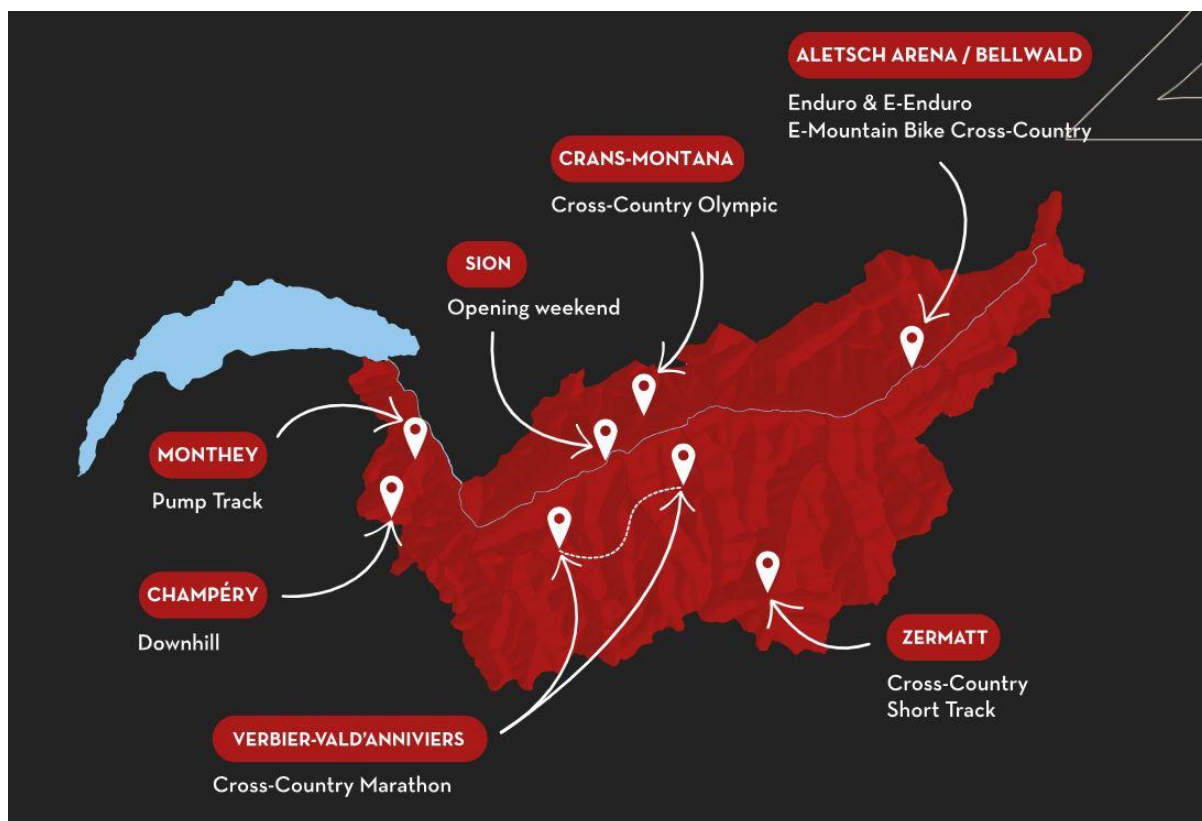 ALETSCH ARENA / BELLWALD
Enduro & E-Enduro
E-Mountain Bike Cross-Country
CRANS-MONTANA
Cross-Country Olympic
SION
Opening weekend
MONTHEY
Pump Track
CHAMPÉRY
Downhill
ZERMATT
Cross-Country
Short Track
VERBIER-VALD'ANNIVIERS
Cross-Country Marathon